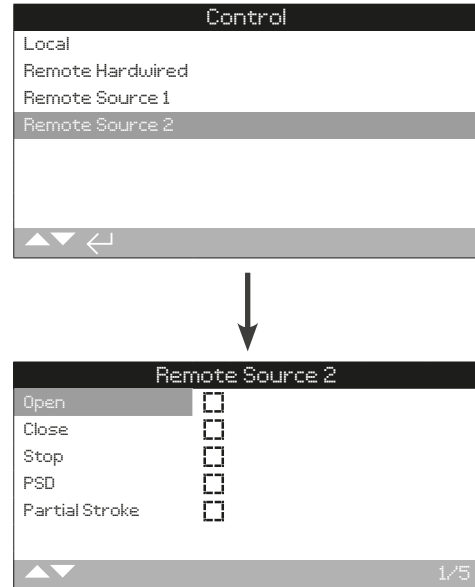 Control
Local
Remote Hardwired
Remote Source 1
Remote Source 2
Remote Source 2
Open
Close
Stop
PSD
Partial Stroke
1/5